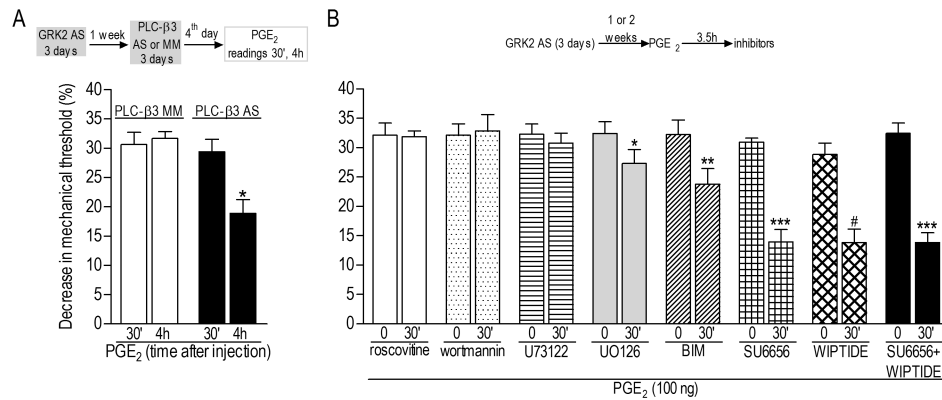 A
GRK2 AS
3 days
1 week
PLC-β3
AS or MM
3 days
4th
day
PGE2
readings 30', 4h
Decrease in mechanical threshold (%)
40
35
30
25
20
15
10
5
0
PLC-β3 MM
PLC-β3 AS
*
30' 4h 30' 4h
PGE2 (time after injection)
B
GRK2 AS (3 days)
1 or 2
weeks
PGE 2
3.5h
inhibitors
40
35
30
25
20
15
10
5
0
*
**
***
#
***
0 30' 0 30' 0 30' 0 30' 0 30' 0 30' 0 30' 0 30'
roscovitine wortmannin U73122 UO126 BIM SU6656 WIPTIDE SU6656+
WIPTIDE
PGE2 (100 ng)